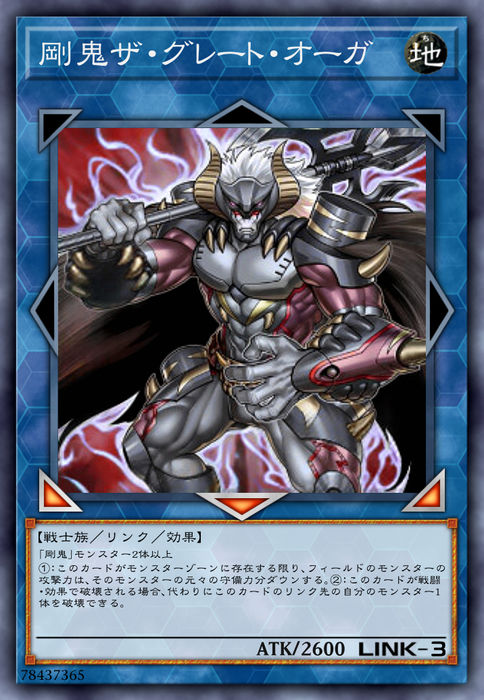 剛鬼ザ・グレート・オーガ
ち
地
【戦士族／リンク／効果】
「剛鬼」モンスター2体以上
①：このカードがモンスターゾーンに存在する限り、フィールドのモンスターの
攻撃力は、そのモンスターの元々の守備力分ダウンする。②：このカードが戦闘
・効果で破壊される場合、代わりにこのカードのリンク先の自分のモンスター1
体を破壊できる。
ATK/2600 LINK-3
78437365